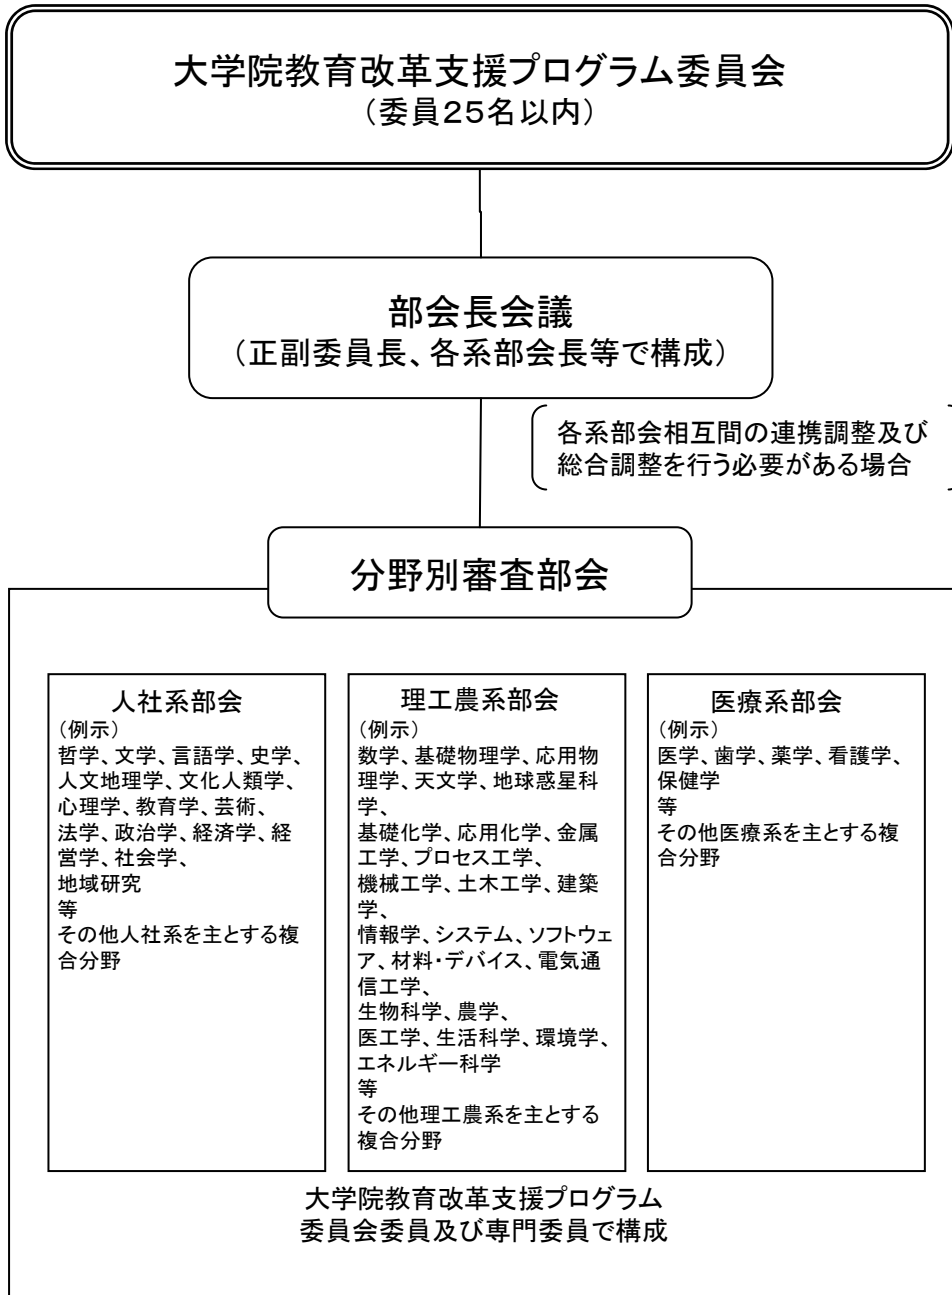 大学院教育改革支援プログラム委員会
（委員２５名以内）
部会長会議
（正副委員長、各系部会長等で構成）
各系部会相互間の連携調整及び
総合調整を行う必要がある場合
分野別審査部会
人社系部会
（例示）
哲学、文学、言語学、史学、
人文地理学、文化人類学、
心理学、教育学、芸術、
法学、政治学、経済学、経
営学、社会学、
地域研究
等
その他人社系を主とする複
合分野
理工農系部会
（例示）
数学、基礎物理学、応用物
理学、天文学、地球惑星科
学、
基礎化学、応用化学、金属
工学、プロセス工学、
機械工学、土木工学、建築
学、
情報学、システム、ソフトウェ
ア、材料・デバイス、電気通
信工学、
生物科学、農学、
医工学、生活科学、環境学、
エネルギー科学
等
その他理工農系を主とする
複合分野
医療系部会
（例示）
医学、歯学、薬学、看護学、
保健学
等
その他医療系を主とする複
合分野
大学院教育改革支援プログラム
委員会委員及び専門委員で構成